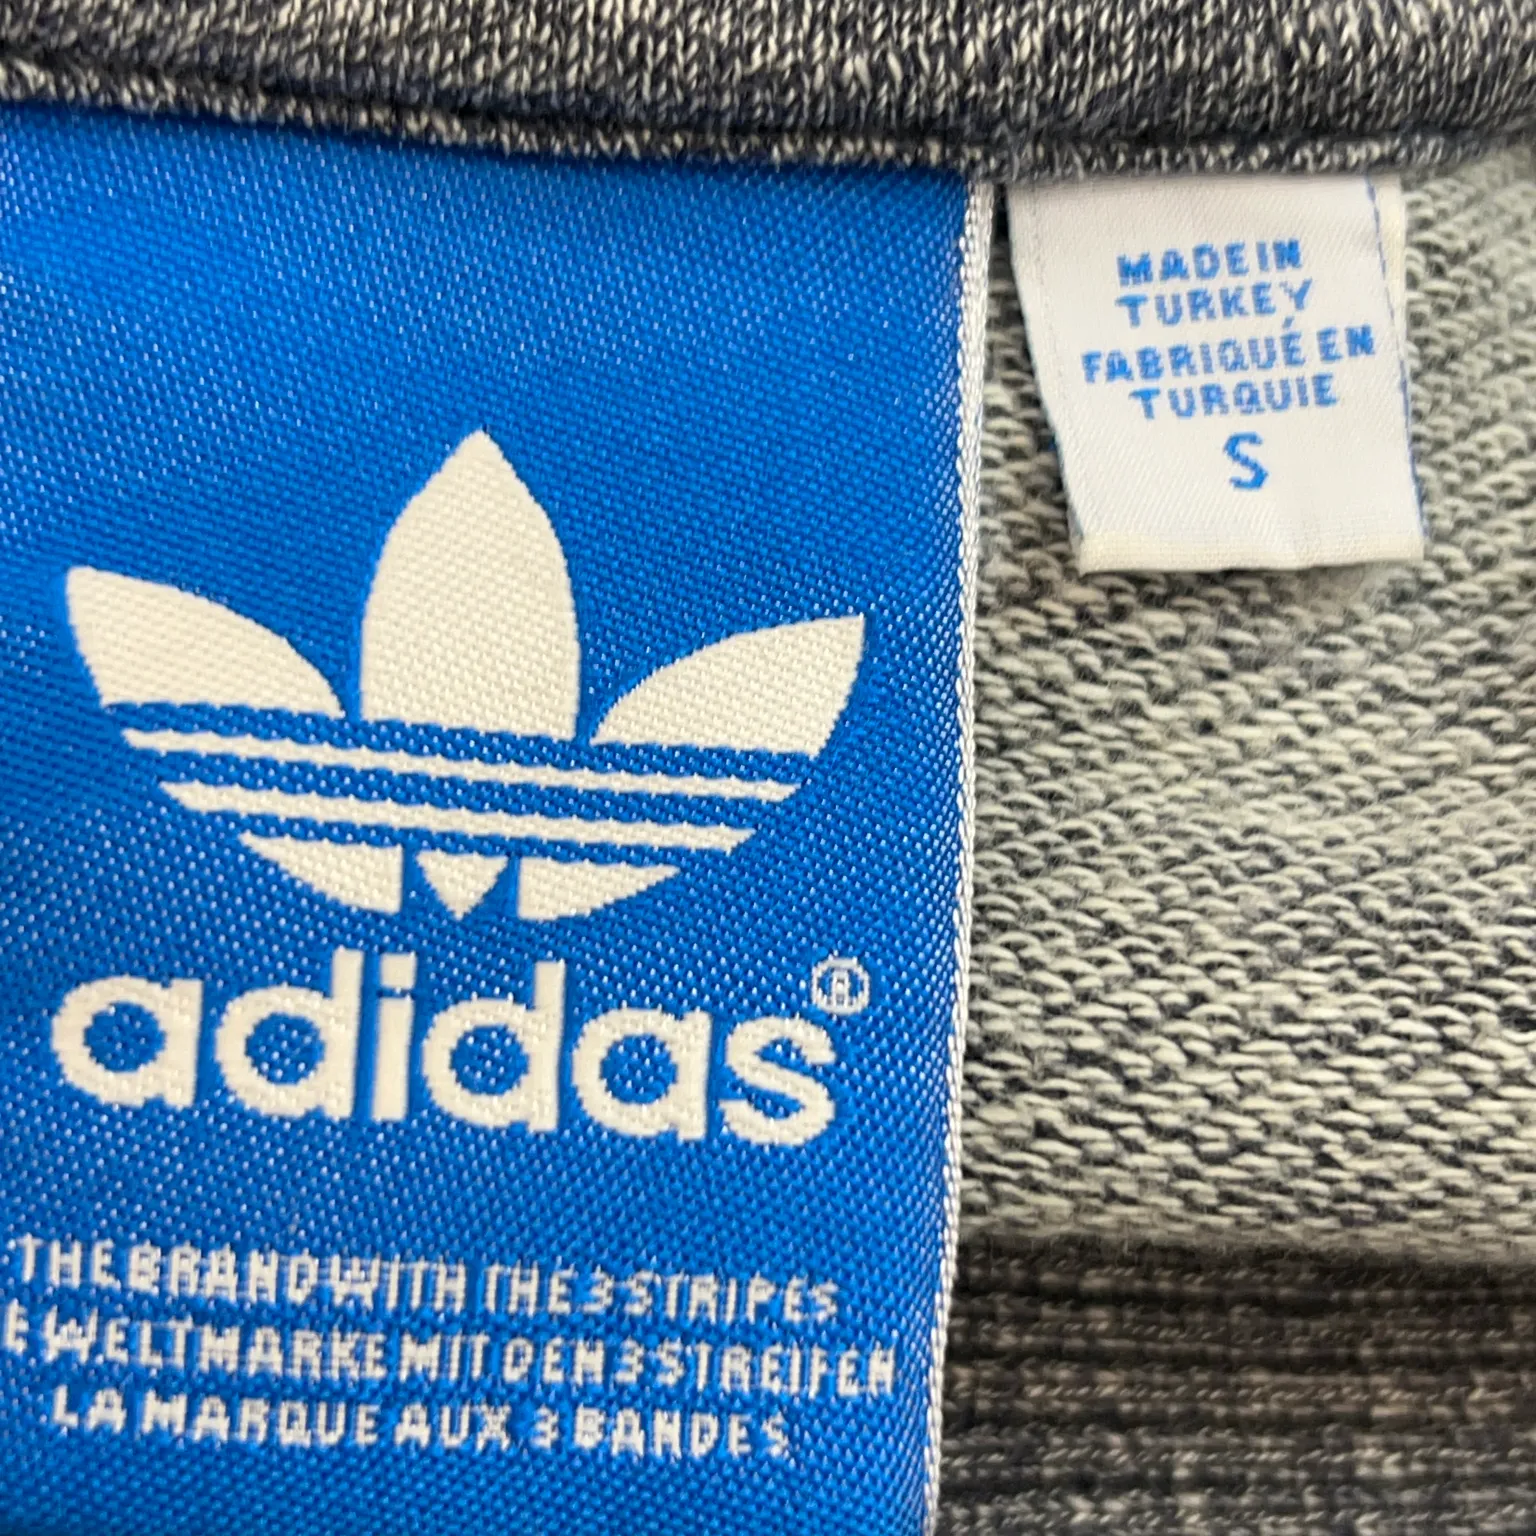 adidas®
THE BRAND WITH THE 3 STRIPES
E WELTMARKE MIT DEN 3 STREIFEN
LA MARQUE AUX 3 BANDES
MADE IN
TURKEY
FABRIQUÉ EN
TURQUIE
S